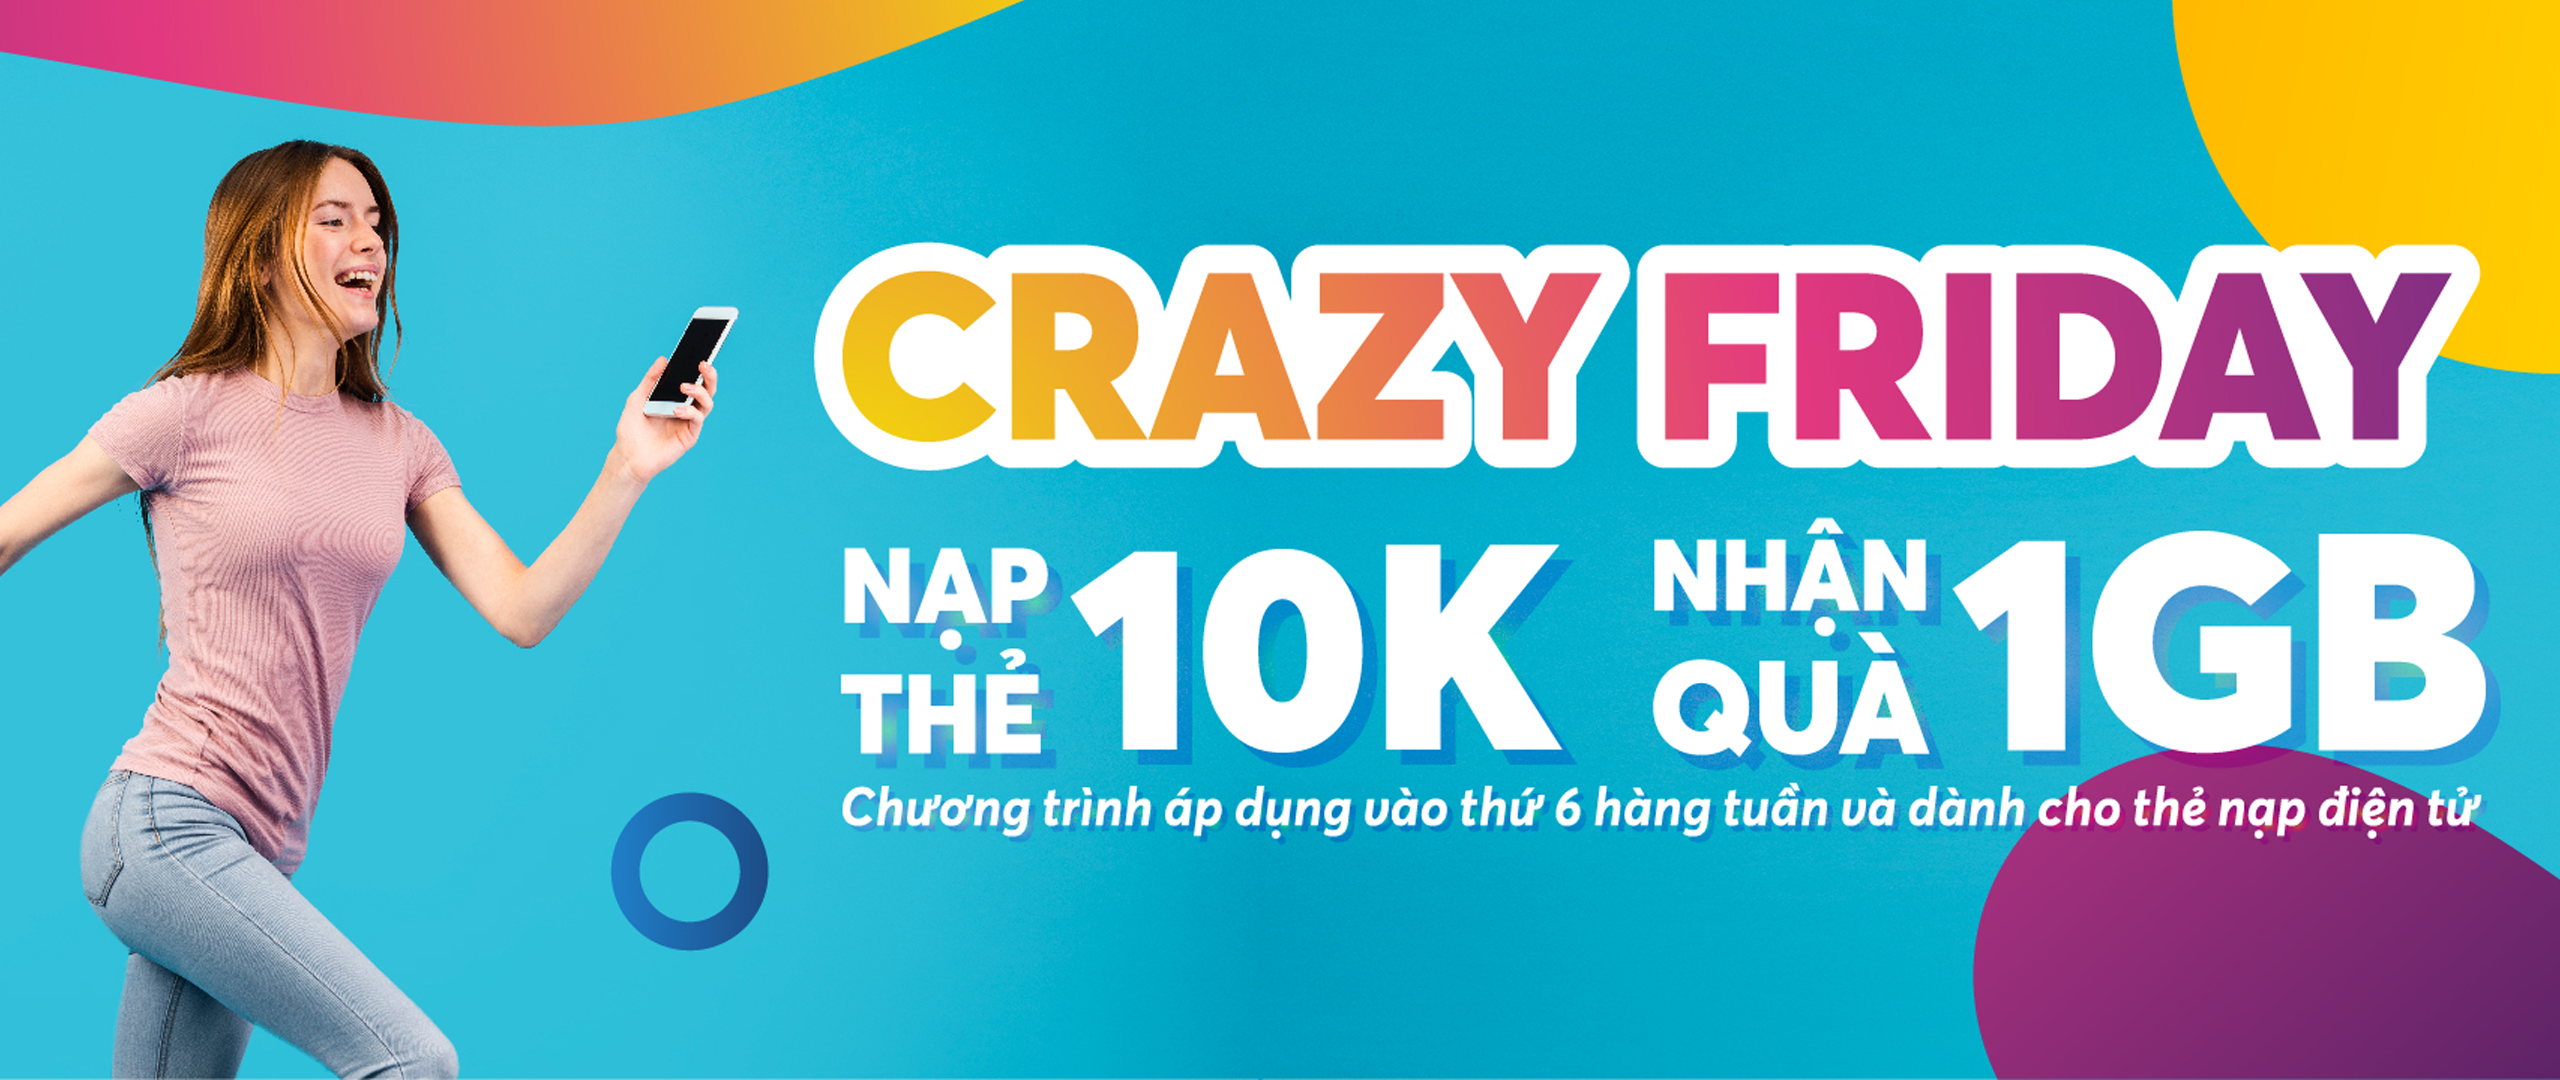 CRAZY FRIDAY
NẠP THẺ 10K NHẬN QUÀ 1GB
Chương trình áp dụng vào thứ 6 hàng tuần và dành cho thẻ nạp điện tử